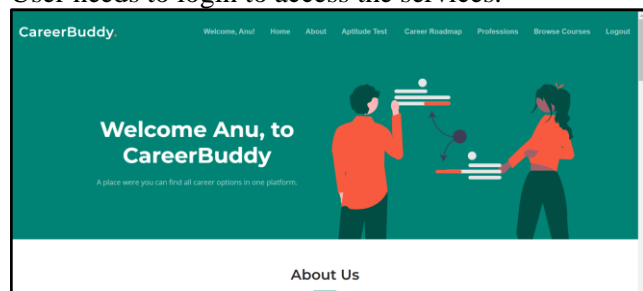 User needs to login to access the services.
CareerBuddy.
Welcome, Anu! Home About Aptitude Test Career Roadmap Professions Browse Courses Logout
Welcome Anu, to
CareerBuddy
A place were you can find all career options in one platform.
About Us